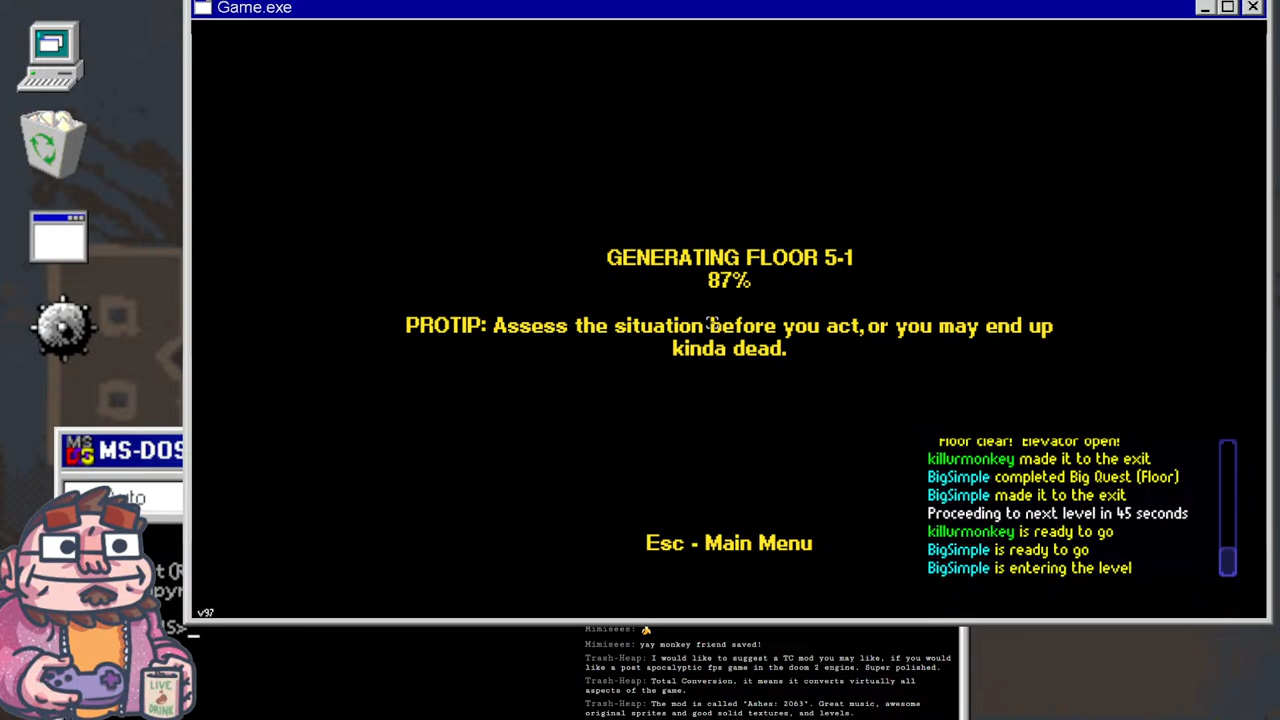 Game.exe
GENERATING FLOOR 5-1
87%
PROTIP: Assess the situation before you act, or you may end up
kinda dead.
Floor clear! Elevator open!
killurmonkey made it to the exit
BigSimple completed Big Quest (Floor)
BigSimple made it to the exit
Proceeding to next level in 45 seconds
killurmonkey is ready to go
BigSimple is ready to go
BigSimple is entering the level
Esc - Main Menu
v97
MS-DOS
LIVE
DRINK
Mimisees:
Mimisees: yay monkey friend saved!
Trash-Heap: I would like to suggest a TC mod you may like, if you would
like a post apocalyptic fps game in the doom 2 engine. Super polished.
Trash-Heap: Total Conversion, it means it converts virtually all
aspects of the game.
Trash-Heap: The mod is called "Ashes: 2063". Great music, awesome
original sprites and good solid textures, and levels.